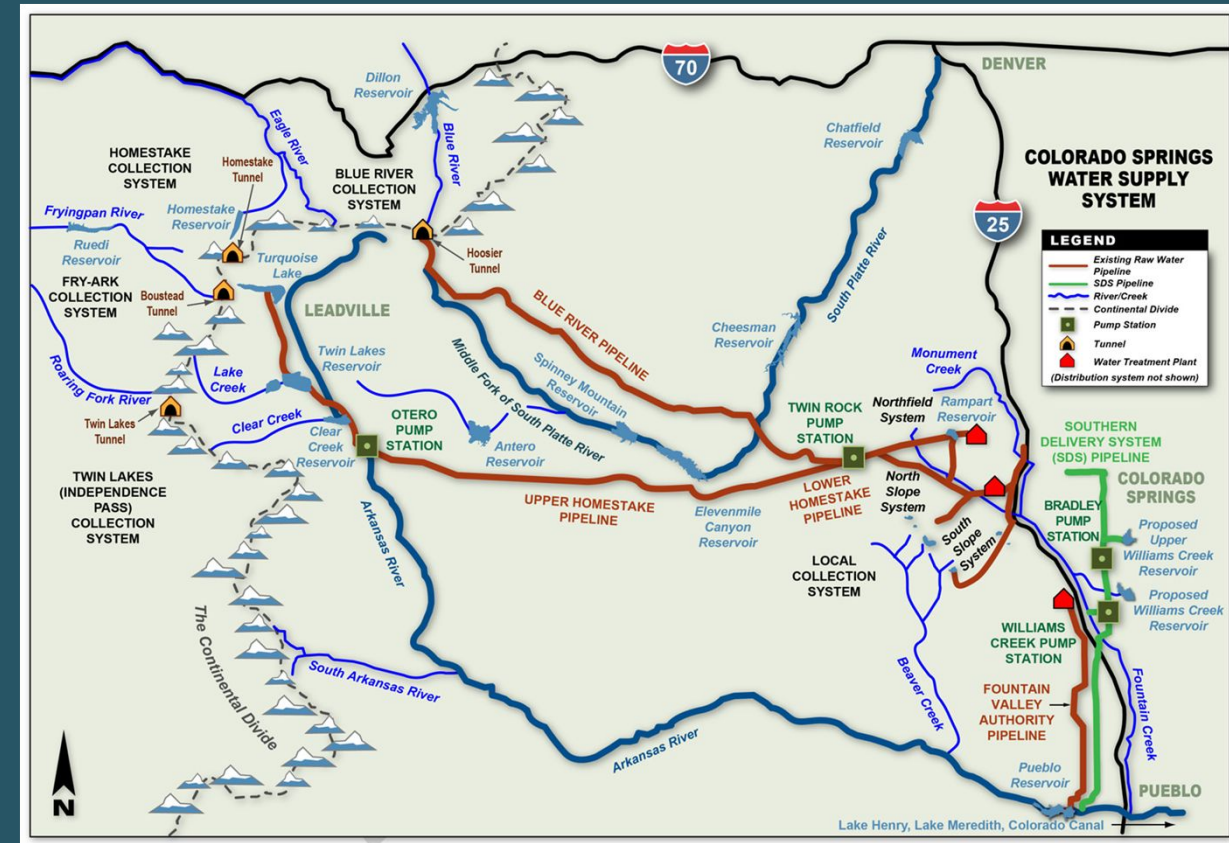 70
DENVER
Dillon
Reservoir
Blue River
Eagle River
Chatfield
Reservoir
COLORADO SPRINGS
WATER SUPPLY
SYSTEM
25
LEGEND
Existing Raw Water
Pipeline
SDS Pipeline
River/Creek
Continental Divide
Pump Station
Tunnel
Water Treatment Plant
(Distribution system not shown)
HOMESTAKE
COLLECTION
SYSTEM
Homestake
Tunnel
BLUE RIVER
COLLECTION
SYSTEM
Fryingpan River
Homestake
Reservoir
Ruedi
Reservoir
Hoosier
Tunnel
Turquoise
Lake
FRY-ARK
COLLECTION
SYSTEM
Boustead
Tunnel
LEADVILLE
BLUE RIVER PIPELINE
South Platte River
Cheesman
Reservoir
Roaring Fork River
Lake
Creek
Twin Lakes
Reservoir
Middle Fork of South Platte River
Spinney Mountain
Reservoir
Monument
Creek
Twin Lakes
Tunnel
Clear Creek
Clear
Creek
Reservoir
OTERO
PUMP
STATION
Antero
Reservoir
TWIN ROCK
PUMP
STATION
Northfield
System
Rampart
Reservoir
SOUTHERN
DELIVERY SYSTEM
(SDS) PIPELINE
TWIN LAKES
(INDEPENDENCE
PASS)
COLLECTION
SYSTEM
UPPER HOMESTAKE
PIPELINE
Elevenmile
Canyon
Reservoir
LOWER
HOMESTAKE
PIPELINE
North
Slope
System
South
Slope
System
COLORADO
SPRINGS
BRADLEY
PUMP
STATION
Proposed
Upper
Williams Creek
Reservoir
Arkansas River
LOCAL
COLLECTION
SYSTEM
Proposed
Williams Creek
Reservoir
The Continental Divide
South Arkansas River
Beaver Creek
WILLIAMS
CREEK PUMP
STATION
FOUNTAIN
VALLEY
AUTHORITY
PIPELINE
Fountain Creek
Arkansas River
Pueblo
Reservoir
PUEBLO
N
Lake Henry, Lake Meredith, Colorado Canal